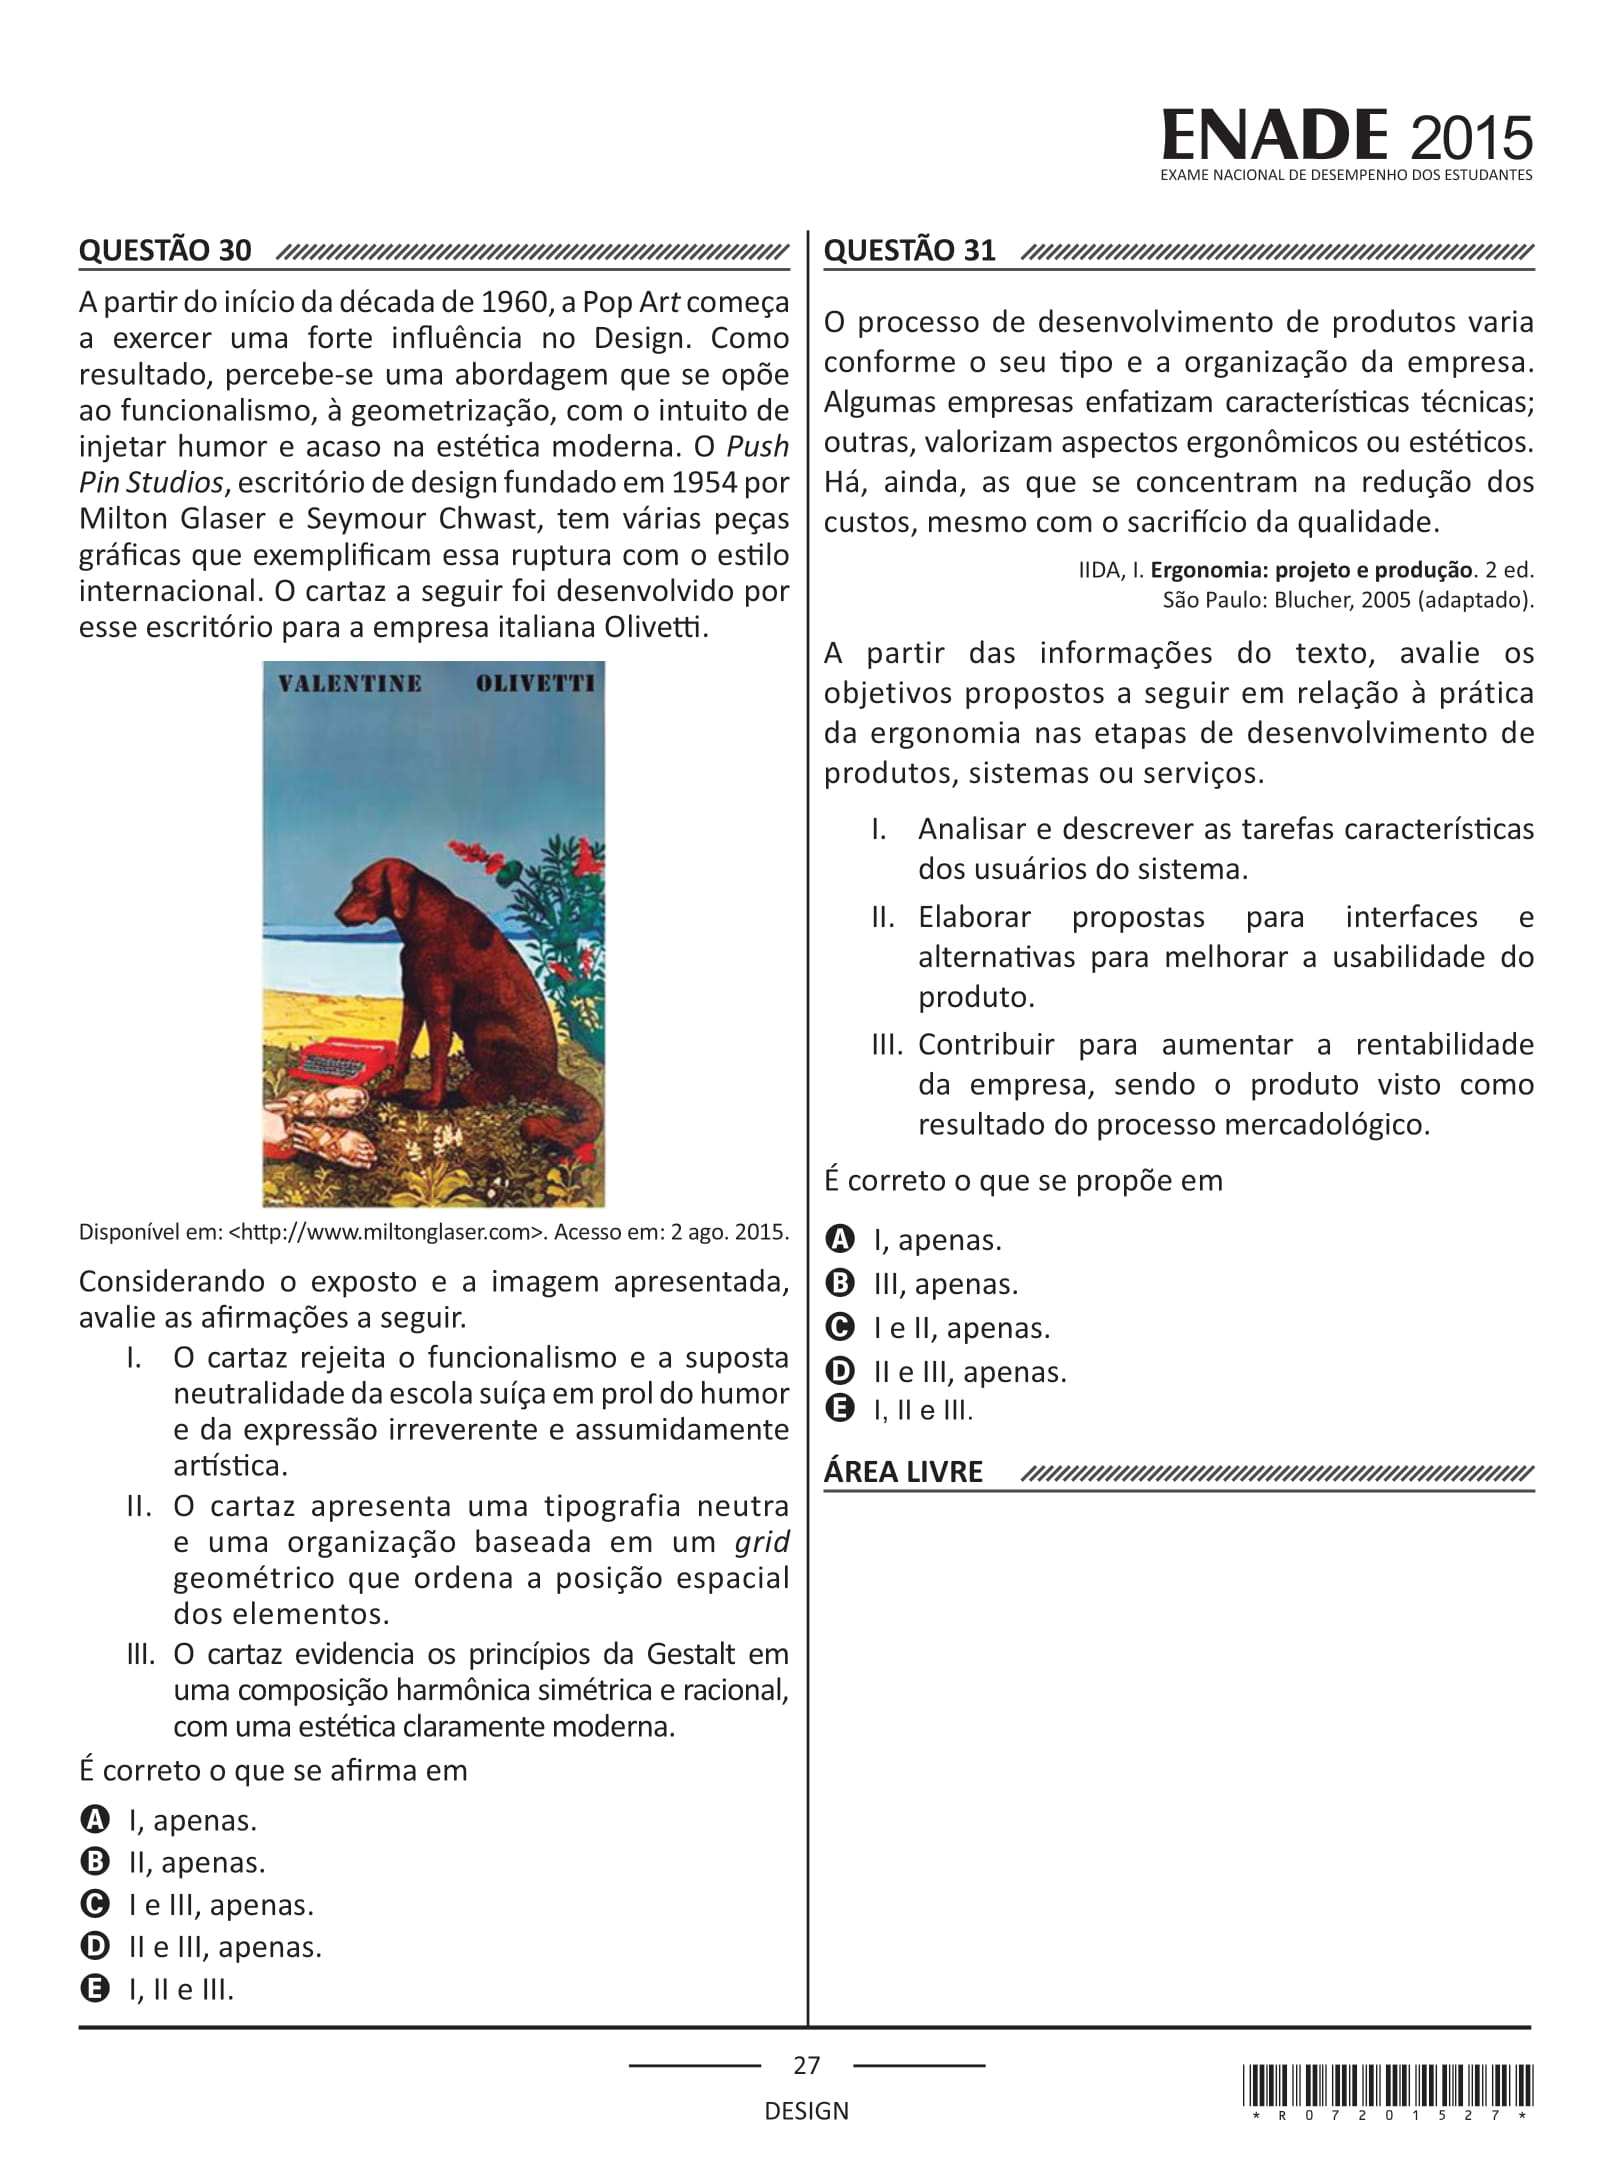 ENADE 2015
EXAME NACIONAL DE DESEMPENHO DOS ESTUDANTES
QUESTÃO 30
A partir do início da década de 1960, a Pop Art começa
a exercer uma forte influência no Design. Como
resultado, percebe-se uma abordagem que se opõe
ao funcionalismo, à geometrização, com o intuito de
injetar humor e acaso na estética moderna. O Push
Pin Studios, escritório de design fundado em 1954 por
Milton Glaser e Seymour Chwast, tem várias peças
gráficas que exemplificam essa ruptura com o estilo
internacional. O cartaz a seguir foi desenvolvido por
esse escritório para a empresa italiana Olivetti.
VALENTINE OLIVETTI
Disponível em: <http://www.miltonglaser.com>. Acesso em: 2 ago. 2015.
Considerando o exposto e a imagem apresentada,
avalie as afirmações a seguir.
I. O cartaz rejeita o funcionalismo e a suposta
neutralidade da escola suíça em prol do humor
e da expressão irreverente e assumidamente
artística.
II. O cartaz apresenta uma tipografia neutra
e uma organização baseada em um grid
geométrico que ordena a posição espacial
dos elementos.
III. O cartaz evidencia os princípios da Gestalt em
uma composição harmônica simétrica e racional,
com uma estética claramente moderna.
É correto o que se afirma em
A I, apenas.
B II, apenas.
C I e III, apenas.
D II e III, apenas.
E I, II e III.
QUESTÃO 31
O processo de desenvolvimento de produtos varia
conforme o seu tipo e a organização da empresa.
Algumas empresas enfatizam características técnicas;
outras, valorizam aspectos ergonômicos ou estéticos.
Há, ainda, as que se concentram na redução dos
custos, mesmo com o sacrifício da qualidade.
IIDA, I. Ergonomia: projeto e produção. 2 ed.
São Paulo: Blucher, 2005 (adaptado).
A partir das informações do texto, avalie os
objetivos propostos a seguir em relação à prática
da ergonomia nas etapas de desenvolvimento de
produtos, sistemas ou serviços.
I. Analisar e descrever as tarefas características
dos usuários do sistema.
II. Elaborar propostas para interfaces e
alternativas para melhorar a usabilidade do
produto.
III. Contribuir para aumentar a rentabilidade
da empresa, sendo o produto visto como
resultado do processo mercadológico.
É correto o que se propõe em
A I, apenas.
B III, apenas.
C I e II, apenas.
D II e III, apenas.
E I, II e III.
ÁREA LIVRE
27
DESIGN
*R07201527*